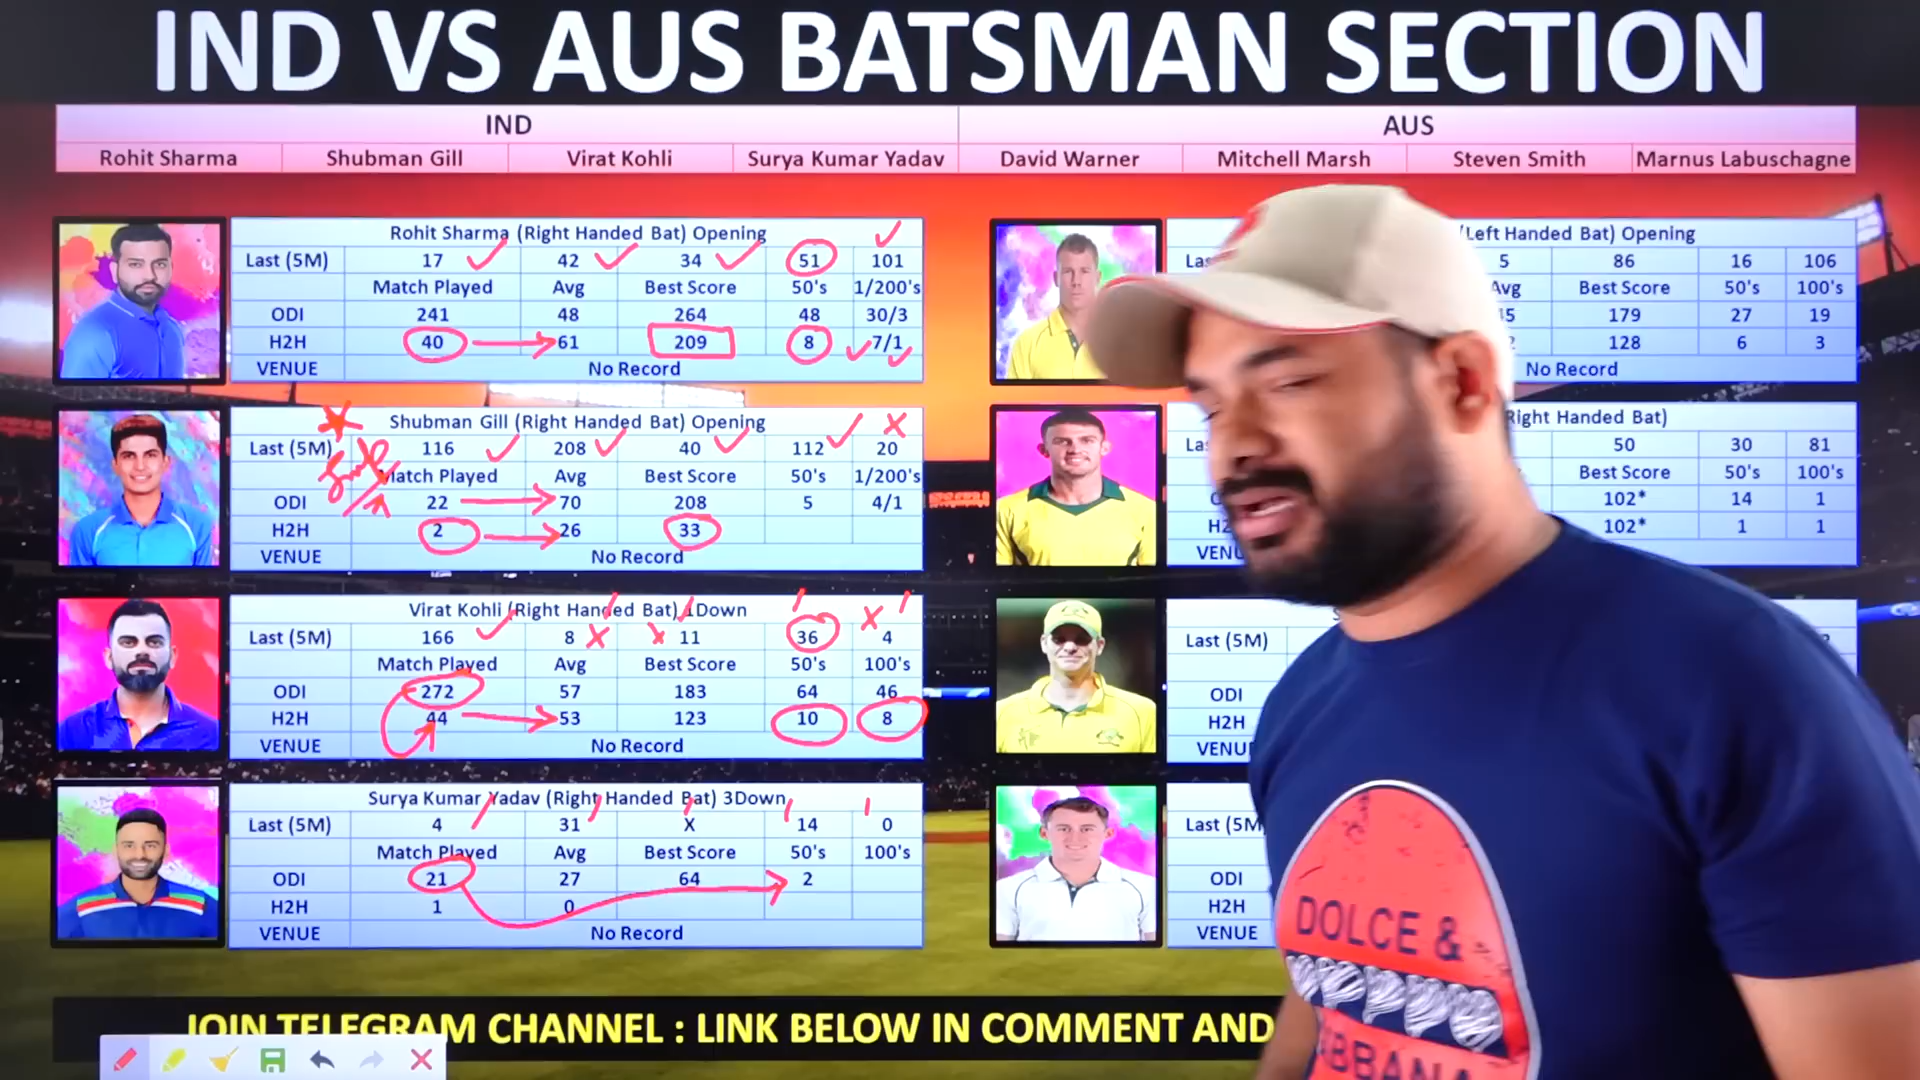 IND VS AUS BATSMAN SECTION
IND AUS
Rohit Sharma Shubman Gill Virat Kohli Surya Kumar Yadav David Warner Mitchell Marsh Steven Smith Marnus Labuschagne
Rohit Sharma (Right Handed Bat) Opening
Last (5M) 17 42 34 51 101
Match Played Avg Best Score 50's 1/200's
ODI 241 48 264 48 30/3
H2H 40 61 209 8 7/1
VENUE No Record
Shubman Gill (Right Handed Bat) Opening
Last (5M) 116 208 40 112 20
Match Played Avg Best Score 50's 1/200's
ODI 22 70 208 5 4/1
H2H 2 26 33
VENUE No Record
Virat Kohli (Right Handed Bat) 1Down
Last (5M) 166 8 11 36 4
Match Played Avg Best Score 50's 100's
ODI 272 57 183 64 46
H2H 44 53 123 10 8
VENUE No Record
Surya Kumar Yadav (Right Handed Bat) 3Down
Last (5M) 4 31 X 14 0
Match Played Avg Best Score 50's 100's
ODI 21 27 64 2
H2H 1 0
VENUE No Record
(Left Handed Bat) Opening
5 86 16 106
Avg Best Score 50's 100's
179 27 19
128 6 3
No Record
Right Handed Bat)
50 30 81
Best Score 50's 100's
102* 14 1
102* 1 1
Last (5M)
ODI
H2H
VENUE
Last (5M)
ODI
H2H
VENUE
DOLCE &
JOIN TELEGRAM CHANNEL : LINK BELOW IN COMMENT AND